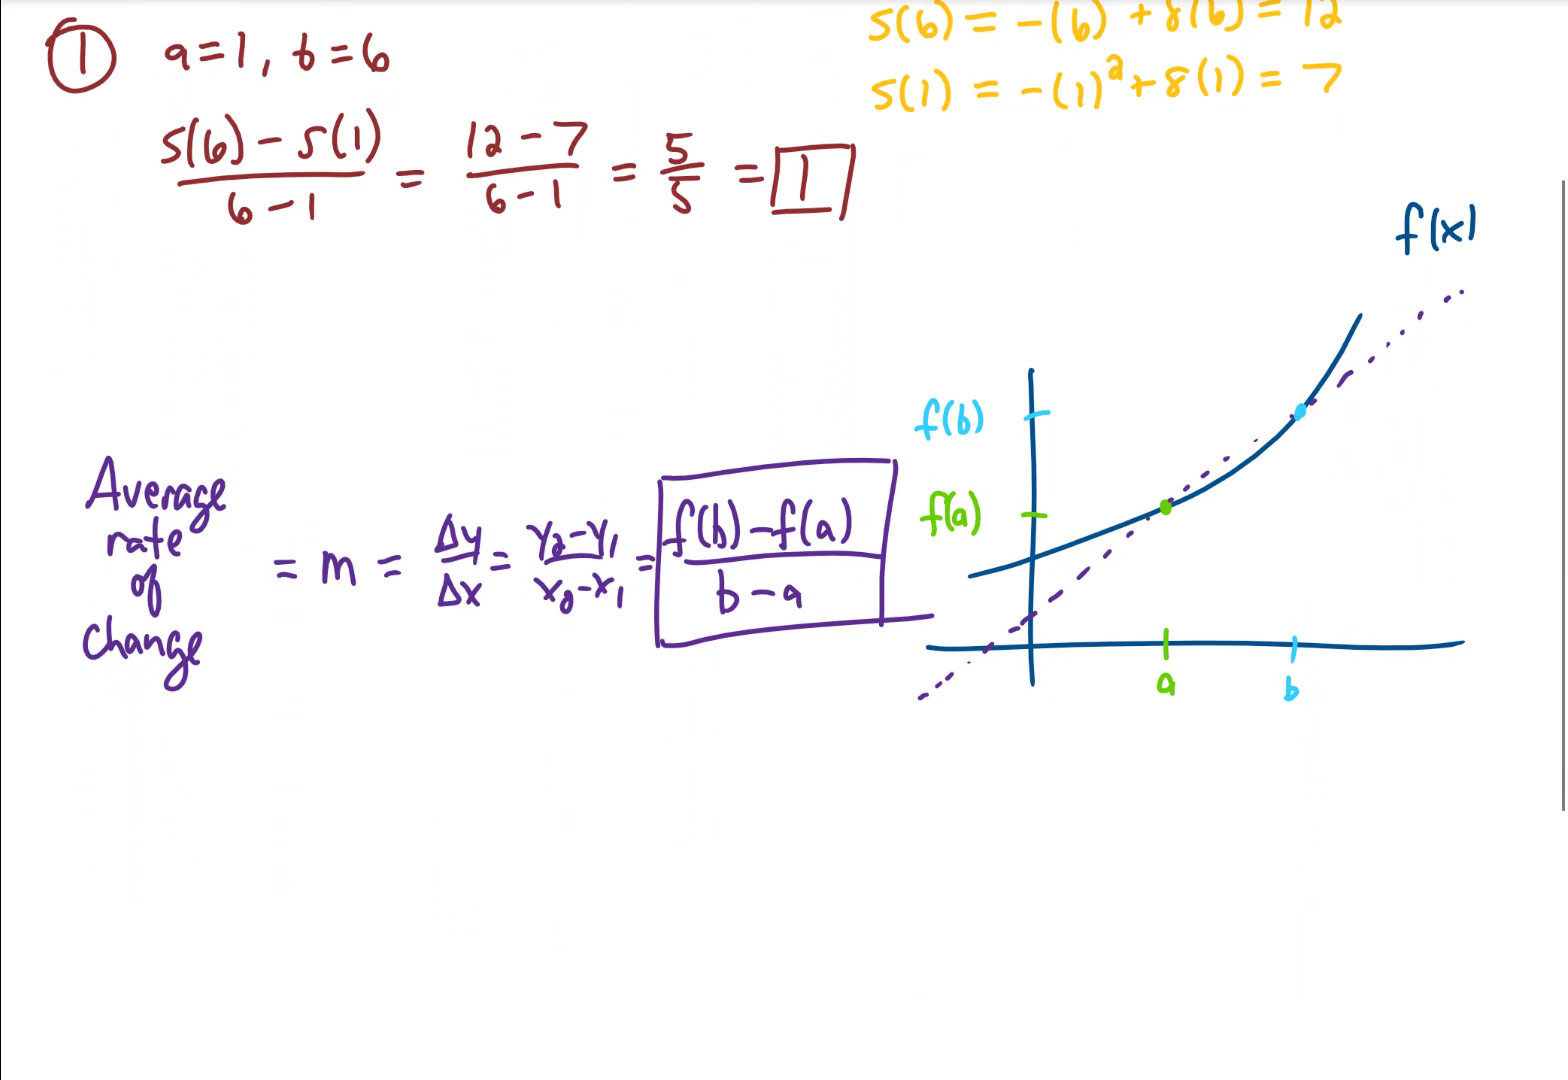 ① a=1, b=6
s(6) = -(6) + 8(6) = 12
s(1) = -(1)² + 8(1) = 7
s(6) - s(1) / 6 - 1 = 12 - 7 / 6 - 1 = 5/5 = 1
f(x)
f(b)
f(a)
Average
rate
of
change
= m = Δy/Δx = y₂-y₁ / x₂-x₁ = f(b) - f(a) / b - a
a
b